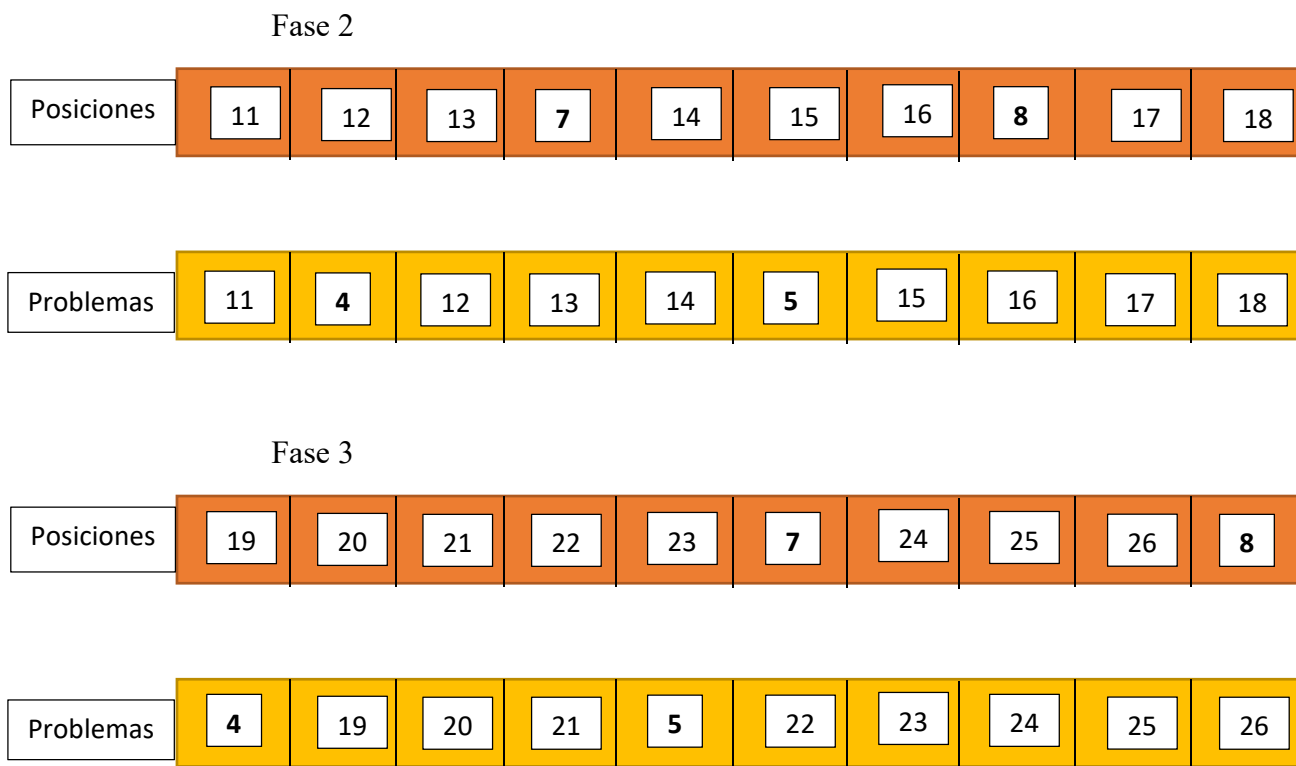 Fase 2
Posiciones 11 12 13 7 14 15 16 8 17 18
Problemas 11 4 12 13 14 5 15 16 17 18
Fase 3
Posiciones 19 20 21 22 23 7 24 25 26 8
Problemas 4 19 20 21 5 22 23 24 25 26